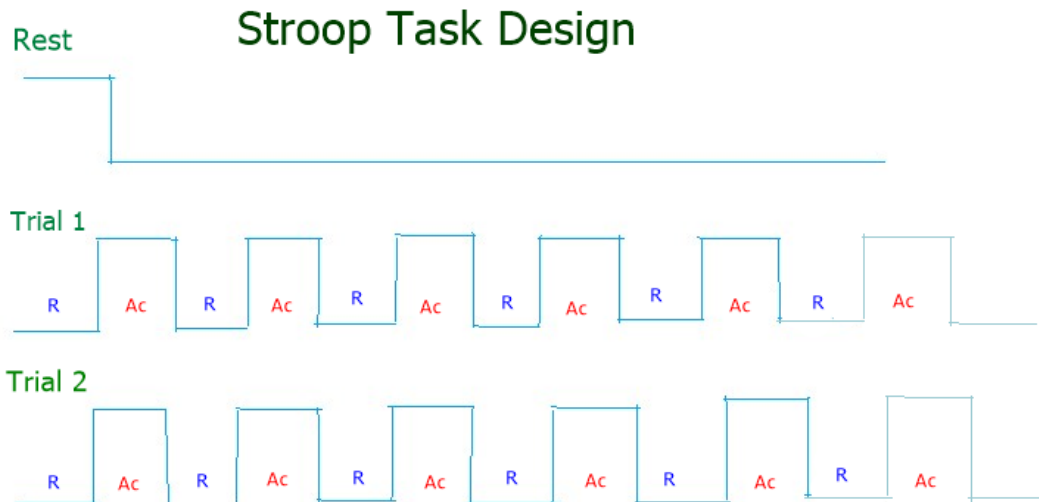 Stroop Task Design
Rest
Trial 1
R Ac R Ac R Ac R Ac R Ac R Ac
Trial 2
R Ac R Ac R Ac R Ac R Ac R Ac